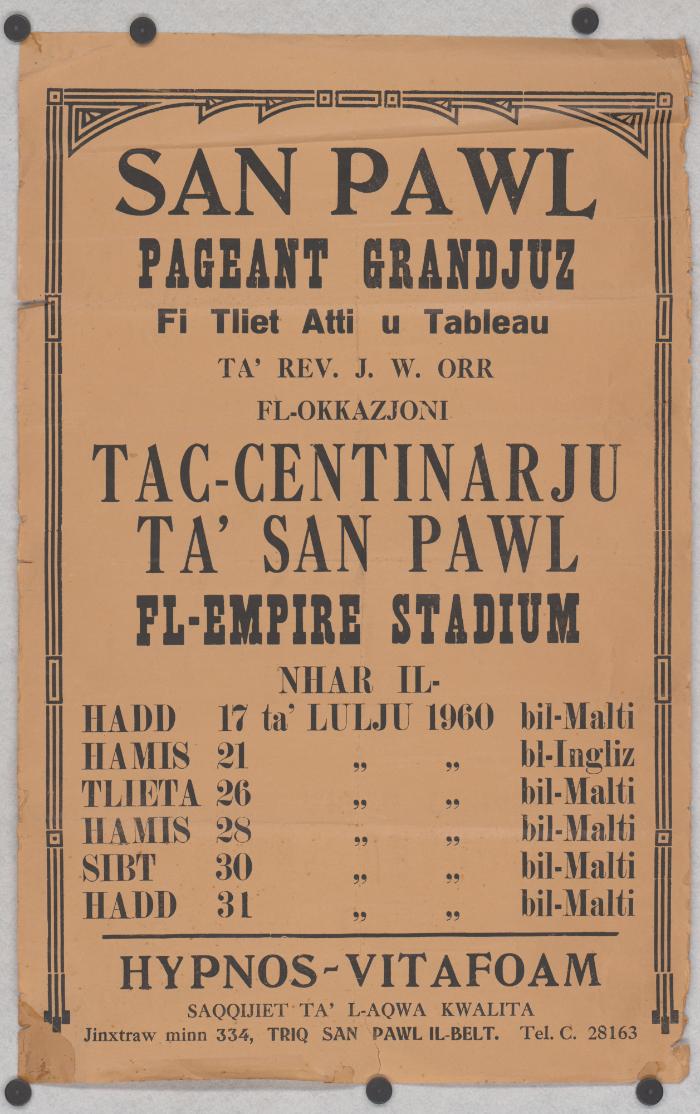 SAN PAWL
PAGEANT GRANDJUZ
Fi Tliet Atti u Tableau
TA' REV. J. W. ORR
FL-OKKAZJONI
TAC-CENTINARJU
TA' SAN PAWL
FL-EMPIRE STADIUM
NHAR IL-
HADD 17 ta' LULJU 1960 bil-Malti
HAMIS 21 „ „ bl-Ingliz
TLIETA 26 „ „ bil-Malti
HAMIS 28 „ „ bil-Malti
SIBT 30 „ „ bil-Malti
HADD 31 „ „ bil-Malti
HYPNOS-VITAFOAM
SAQQIJIET TA' L-AQWA KWALITA
Jinxtraw minn 334, TRIQ SAN PAWL IL-BELT. Tel. C. 28163